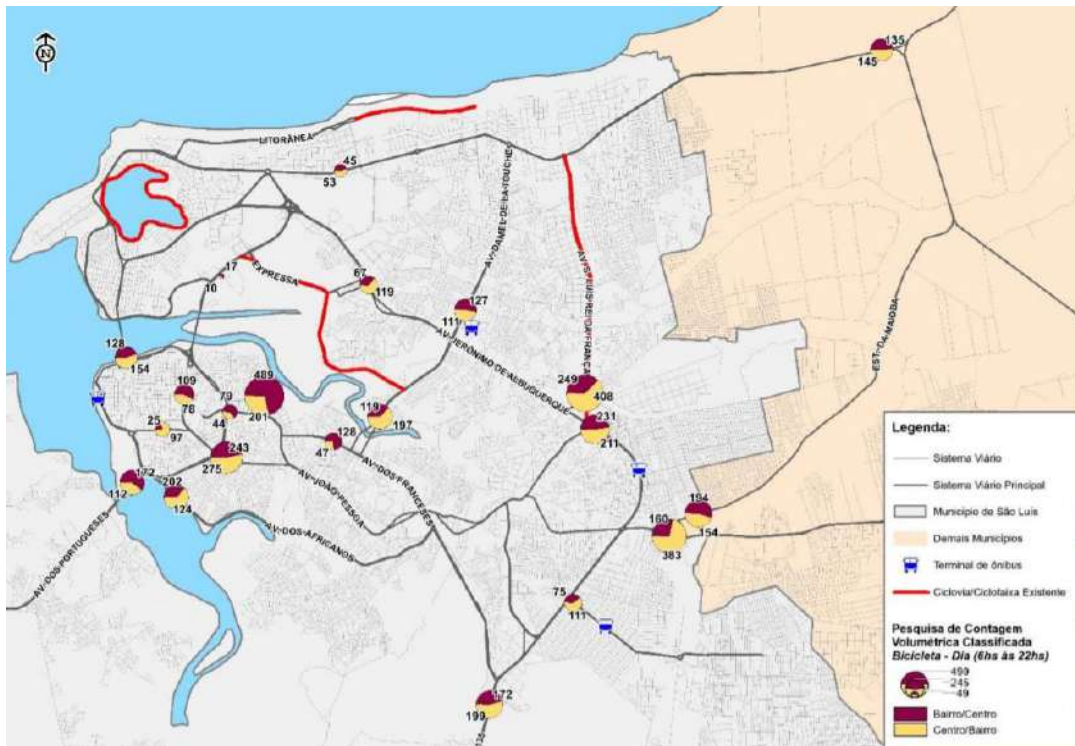 N
135
145
LITORÂNEA
45
53
17
10
EXPRESSA
67
119
AV. DANIEL DE LA TOUCHE
127
111
AV. JERÔNIMO DE ALBUQUERQUE
EST. DA MAIOBA
128
154
109
78
79
44
489
201
25
97
243
275
128
47
119
197
249
408
231
211
172
112
202
124
AV. JOÃO PESSOA
AV. DOS FRANCESES
AV. DOS AFRICANOS
AV. DOS PORTUGUESES
194
154
160
383
75
111
172
199
135
Legenda:
Sistema Viário
Sistema Viário Principal
Município de São Luís
Demais Municípios
Terminal de ônibus
Ciclovia/Ciclofaixa Existente
Pesquisa de Contagem
Volumétrica Classificada
Bicicleta - Dia (6hs às 22hs)
499
245
49
Bairro/Centro
Centro/Bairro